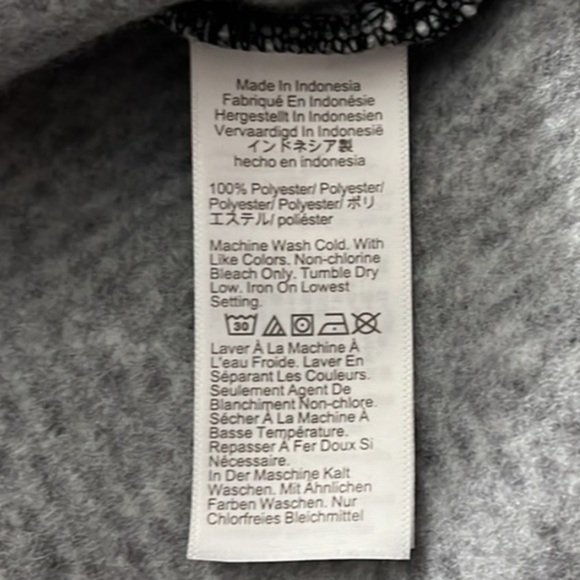 Made In Indonesia
Fabriqué En Indonésie
Hergestellt In Indonesien
Vervaardigd In Indonesië
インドネシア製
hecho en indonesia
100% Polyester/ Polyester/
Polyester/ Polyester/ ポリ
エステル/ poliéster
Machine Wash Cold. With
Like Colors. Non-chlorine
Bleach Only. Tumble Dry
Low. Iron On Lowest
Setting.
30
Laver À La Machine À
L'eau Froide. Laver En
Séparant Les Couleurs.
Seulement Agent De
Blanchiment Non-chlore.
Sécher À La Machine À
Basse Température.
Repasser À Fer Doux Si
Nécessaire.
In Der Maschine Kalt
Waschen. Mit Ähnlichen
Farben Waschen. Nur
Chlorfreies Bleichmittel